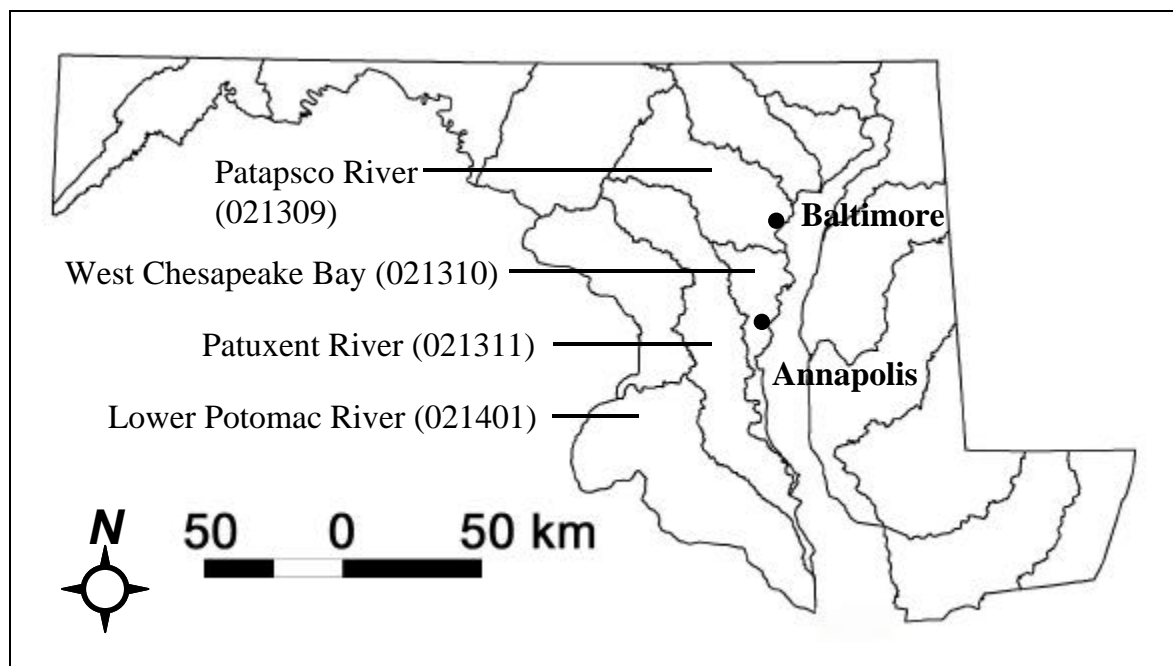 Patapsco River
(021309)
Baltimore
West Chesapeake Bay (021310)
Patuxent River (021311)
Annapolis
Lower Potomac River (021401)
N
50 0 50 km